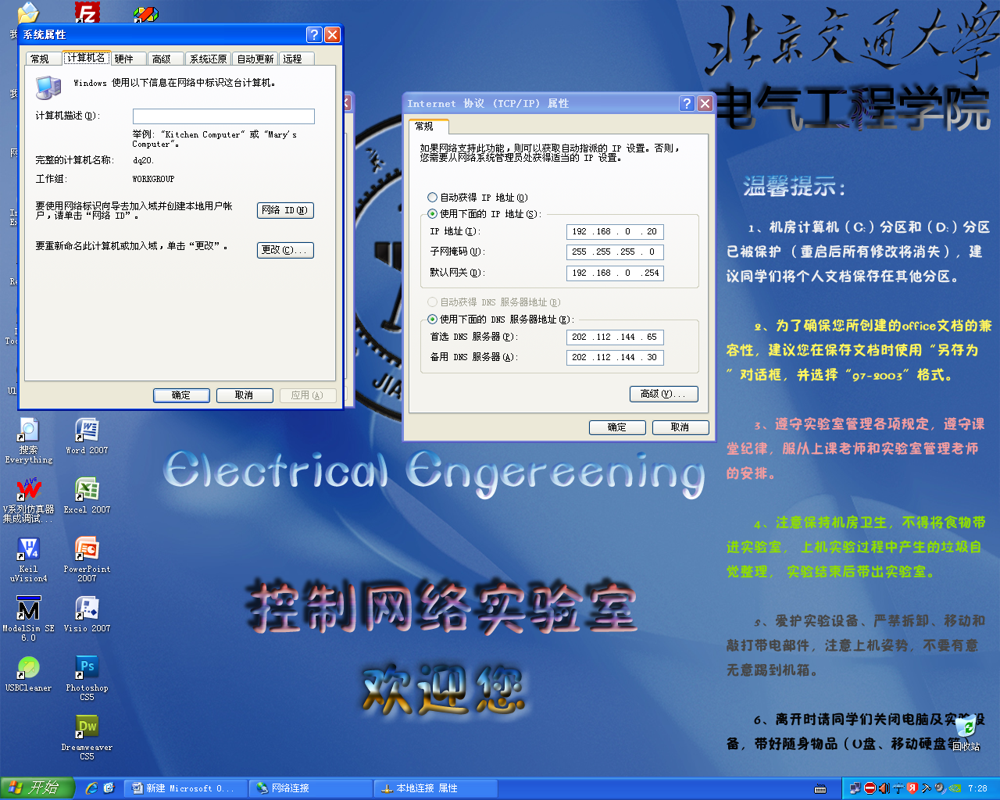 系统属性
常规 计算机名 硬件 高级 系统还原 自动更新 远程
Windows 使用以下信息在网络中标识这台计算机。
计算机描述(D):
举例: "Kitchen Computer" 或 "Mary's
Computer"。
完整的计算机名称: dq20.
工作组: WORKGROUP
要使用网络标识向导去加入域并创建本地用户帐
户，请单击“网络 ID”。
网络 ID(N)
要重新命名此计算机或加入域，单击“更改”。
更改(C)...
确定 取消 应用(A)
Internet 协议 (TCP/IP) 属性
常规
如果网络支持此功能，则可以获取自动指派的 IP 设置。否则，
您需要从网络系统管理员处获得适当的 IP 设置。
自动获得 IP 地址(O)
使用下面的 IP 地址(S):
IP 地址(I): 192 .168 . 0 . 20
子网掩码(U): 255 .255 .255 . 0
默认网关(D): 192 .168 . 0 .254
自动获得 DNS 服务器地址(B)
使用下面的 DNS 服务器地址(E):
首选 DNS 服务器(P): 202 .112 .144 . 65
备用 DNS 服务器(A): 202 .112 .144 . 30
高级(V)...
确定 取消
北京交通大學
电气工程学院
温馨提示：
1、机房计算机（C:）分区和（D:）分区
已被保护（重启后所有修改将消失），建
议同学们将个人文档保存在其他分区。
2、为了确保您所创建的office文档的兼
容性，建议您在保存文档时使用“另存为
”对话框，并选择“97-2003”格式。
3、遵守实验室管理各项规定，遵守课
堂纪律，服从上课老师和实验室管理老师
的安排。
4、注意保持机房卫生，不得将食物带
进实验室， 上机实验过程中产生的垃圾自
觉整理， 实验结束后带出实验室。
5、爱护实验设备、严禁拆卸、移动和
敲打带电部件，注意上机姿势，不要有意
无意踢到机箱。
6、离开时请同学们关闭电脑及实验设
备，带好随身物品（U盘、移动硬盘等）
回收站
Electrical Engereening
控制网络实验室
欢迎您
JIA
搜索
Everything
Word 2007
V系列仿真器
集成调试...
Excel 2007
Keil
uVision4
PowerPoint
2007
ModelSim SE
6.0
Visio 2007
USBCleaner
Photoshop
CS5
Dreamweaver
CS5
开始
新建 Microsoft O...
网络连接
本地连接 属性
7:28